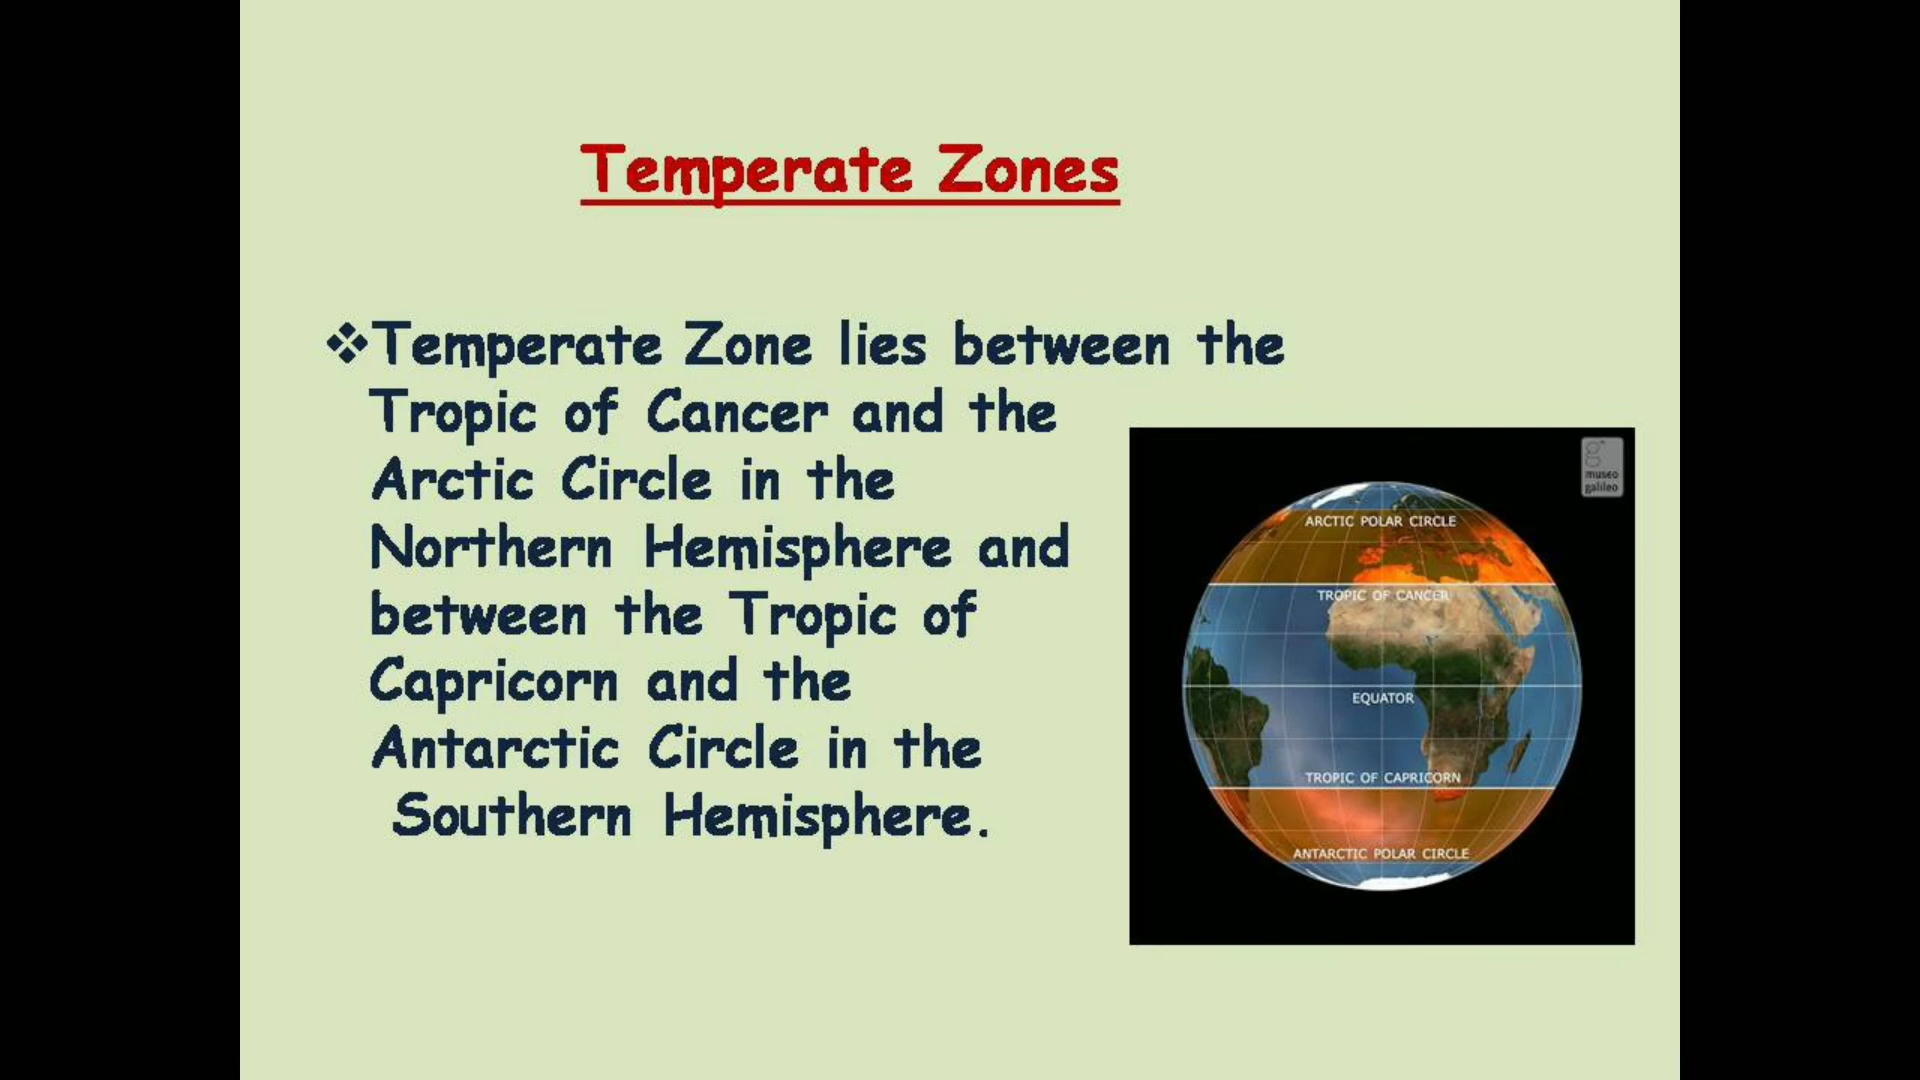 Temperate Zones
❖Temperate Zone lies between the
Tropic of Cancer and the
Arctic Circle in the
Northern Hemisphere and
between the Tropic of
Capricorn and the
Antarctic Circle in the
Southern Hemisphere.
g
museo
galileo
ARCTIC POLAR CIRCLE
TROPIC OF CANCER
EQUATOR
TROPIC OF CAPRICORN
ANTARCTIC POLAR CIRCLE